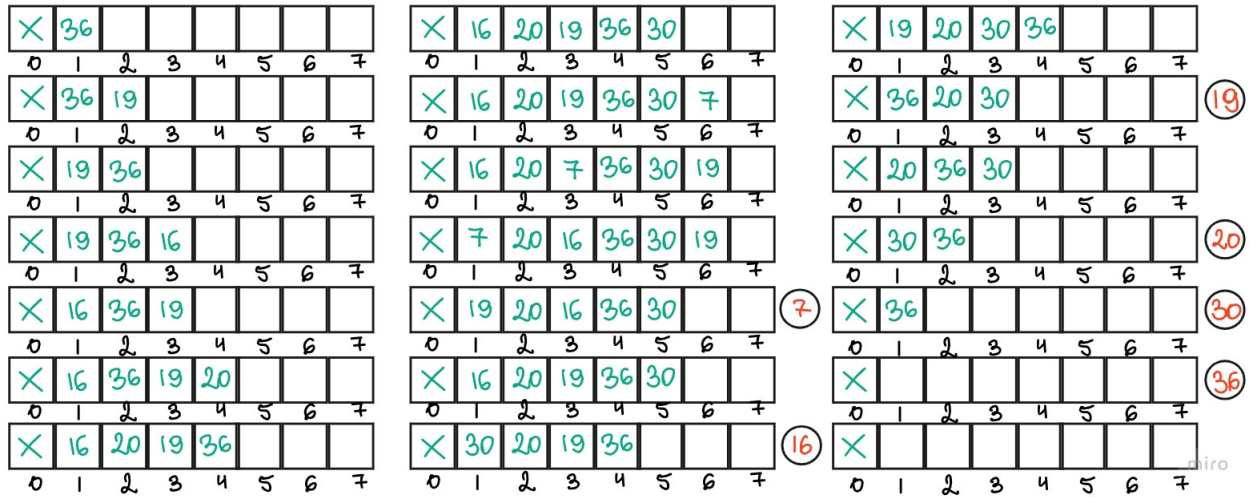 X 36
0 1 2 3 4 5 6 7
X 36 19
0 1 2 3 4 5 6 7
X 19 36
0 1 2 3 4 5 6 7
X 19 36 16
0 1 2 3 4 5 6 7
X 16 36 19
0 1 2 3 4 5 6 7
X 16 36 19 20
0 1 2 3 4 5 6 7
X 16 20 19 36
0 1 2 3 4 5 6 7
X 16 20 19 36 30
0 1 2 3 4 5 6 7
X 16 20 19 36 30 7
0 1 2 3 4 5 6 7
X 16 20 7 36 30 19
0 1 2 3 4 5 6 7
X 7 20 16 36 30 19
0 1 2 3 4 5 6 7
X 19 20 16 36 30 7
0 1 2 3 4 5 6 7
X 16 20 19 36 30
0 1 2 3 4 5 6 7
X 30 20 19 36 16
0 1 2 3 4 5 6 7
X 19 20 30 36
0 1 2 3 4 5 6 7
X 36 20 30 19
0 1 2 3 4 5 6 7
X 20 36 30
0 1 2 3 4 5 6 7
X 30 36 20
0 1 2 3 4 5 6 7
X 36 30
0 1 2 3 4 5 6 7
X 36
0 1 2 3 4 5 6 7
X
0 1 2 3 4 5 6 7
miro